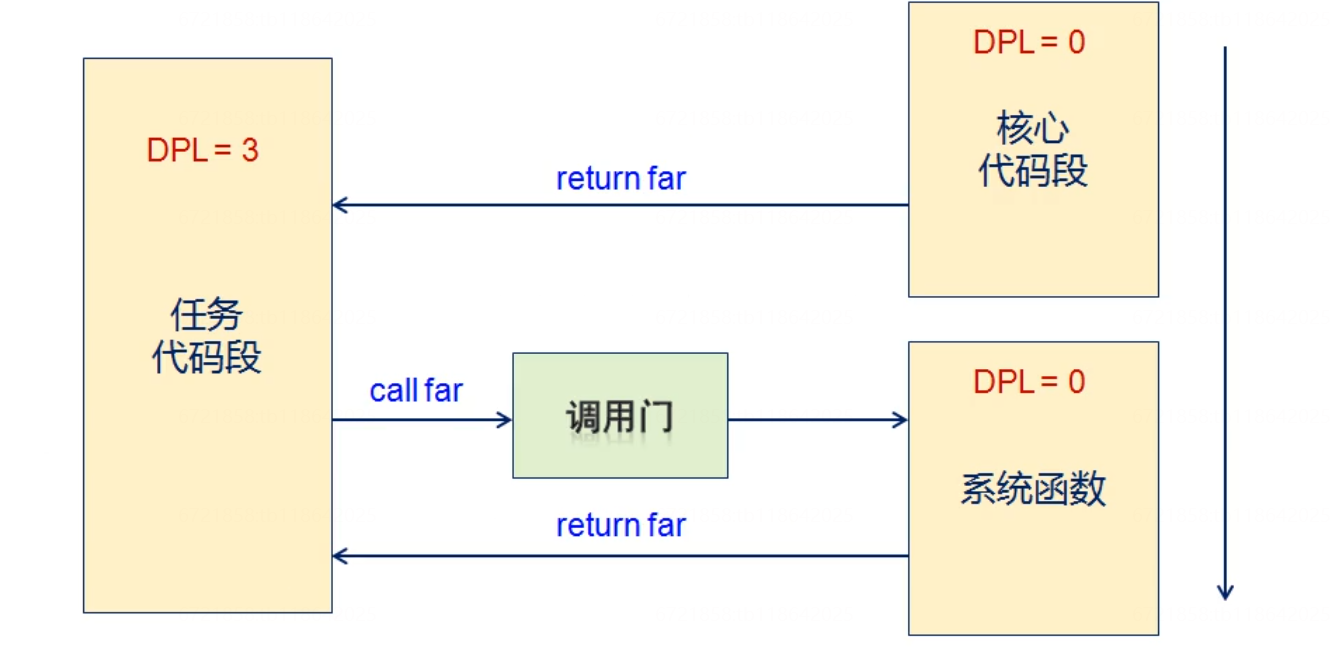 DPL = 0
核心
代码段
DPL = 3
return far
任务
代码段
call far
调用门
DPL = 0
系统函数
return far